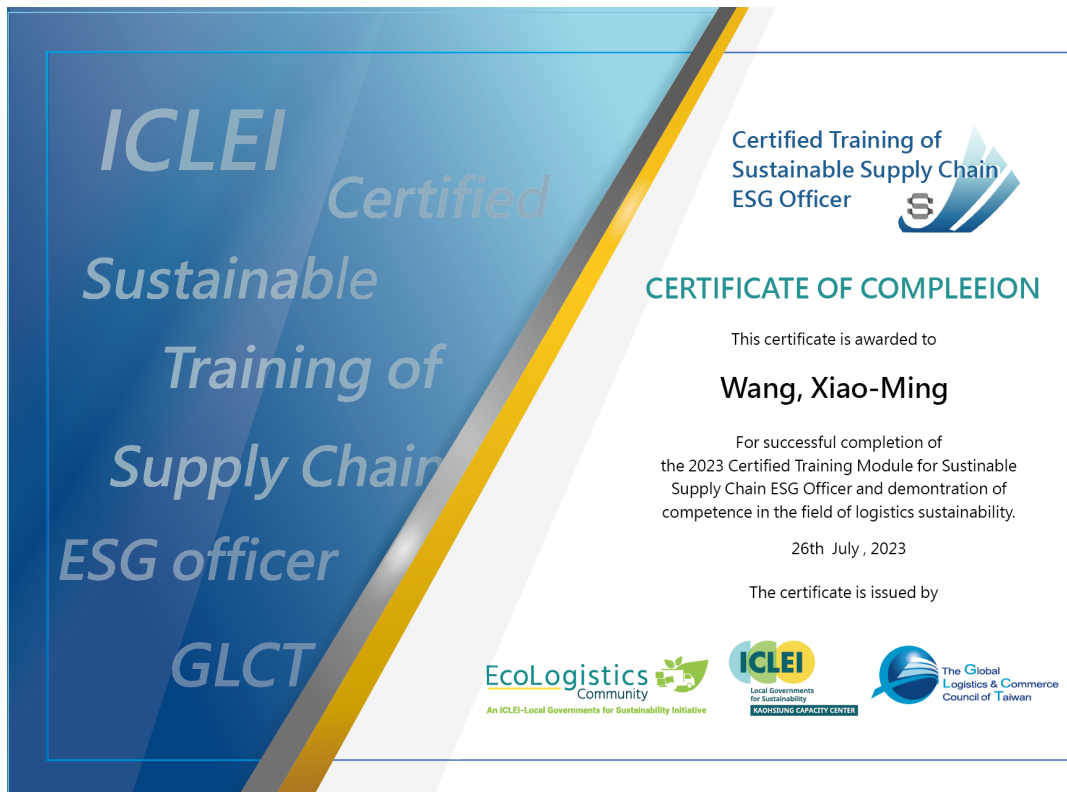 ICLEI
Certified
Sustainable
Training of
Supply Chain
ESG officer
GLCT
Certified Training of
Sustainable Supply Chain
ESG Officer
CERTIFICATE OF COMPLEEION
This certificate is awarded to
Wang, Xiao-Ming
For successful completion of
the 2023 Certified Training Module for Sustinable
Supply Chain ESG Officer and demontration of
competence in the field of logistics sustainability.
26th July , 2023
The certificate is issued by
EcoLogistics
Community
An ICLEI-Local Governments for Sustainability Initiative
ICLEI
Local Governments
for Sustainability
KAOHSIUNG CAPACITY CENTER
The Global
Logistics & Commerce
Council of Taiwan